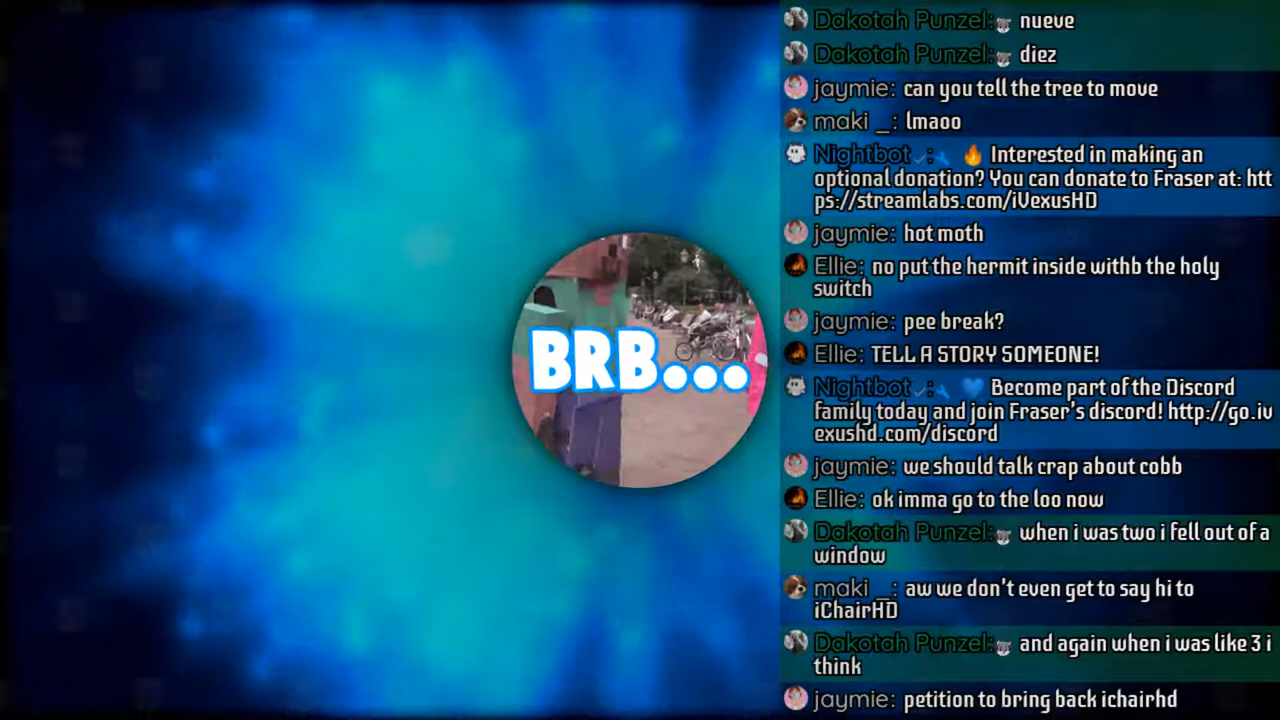 BRB...
Dakotah Punzel: nueve
Dakotah Punzel: diez
jaymie: can you tell the tree to move
maki _: lmaoo
Nightbot : Interested in making an
optional donation? You can donate to Fraser at: htt
ps://streamlabs.com/iVexusHD
jaymie: hot moth
Ellie: no put the hermit inside withb the holy
switch
jaymie: pee break?
Ellie: TELL A STORY SOMEONE!
Nightbot : Become part of the Discord
family today and join Fraser's discord! http://go.iv
exushd.com/discord
jaymie: we should talk crap about cobb
Ellie: ok imma go to the loo now
Dakotah Punzel: when i was two i fell out of a
window
maki _: aw we don't even get to say hi to
iChairHD
Dakotah Punzel: and again when i was like 3 i
think
jaymie: petition to bring back ichairhd